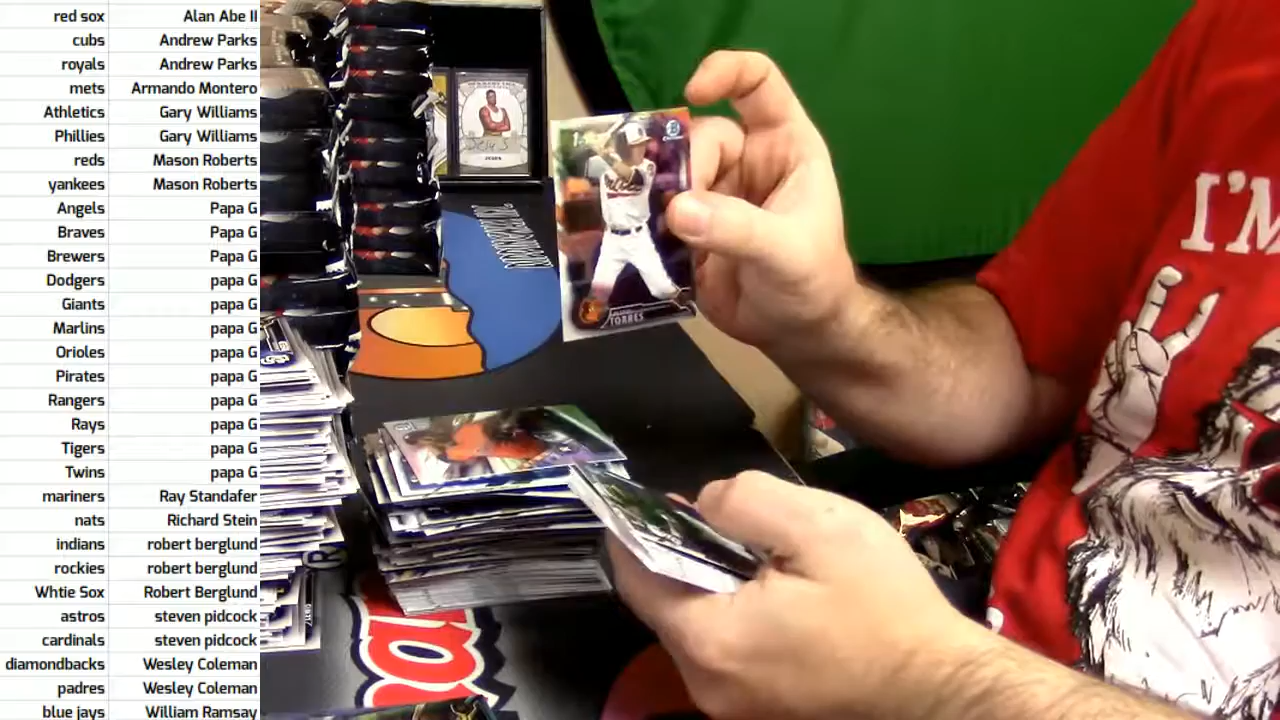 red sox Alan Abe II
cubs Andrew Parks
royals Andrew Parks
mets Armando Montero
Athletics Gary Williams
Phillies Gary Williams
reds Mason Roberts
yankees Mason Roberts
Angels Papa G
Braves Papa G
Brewers Papa G
Dodgers papa G
Giants papa G
Marlins papa G
Orioles papa G
Pirates papa G
Rangers papa G
Rays papa G
Tigers papa G
Twins papa G
mariners Ray Standafer
nats Richard Stein
indians robert berglund
rockies robert berglund
Whtie Sox Robert Berglund
astros steven pidcock
cardinals steven pidcock
diamondbacks Wesley Coleman
padres Wesley Coleman
blue jays William Ramsay
TORRES
I'M